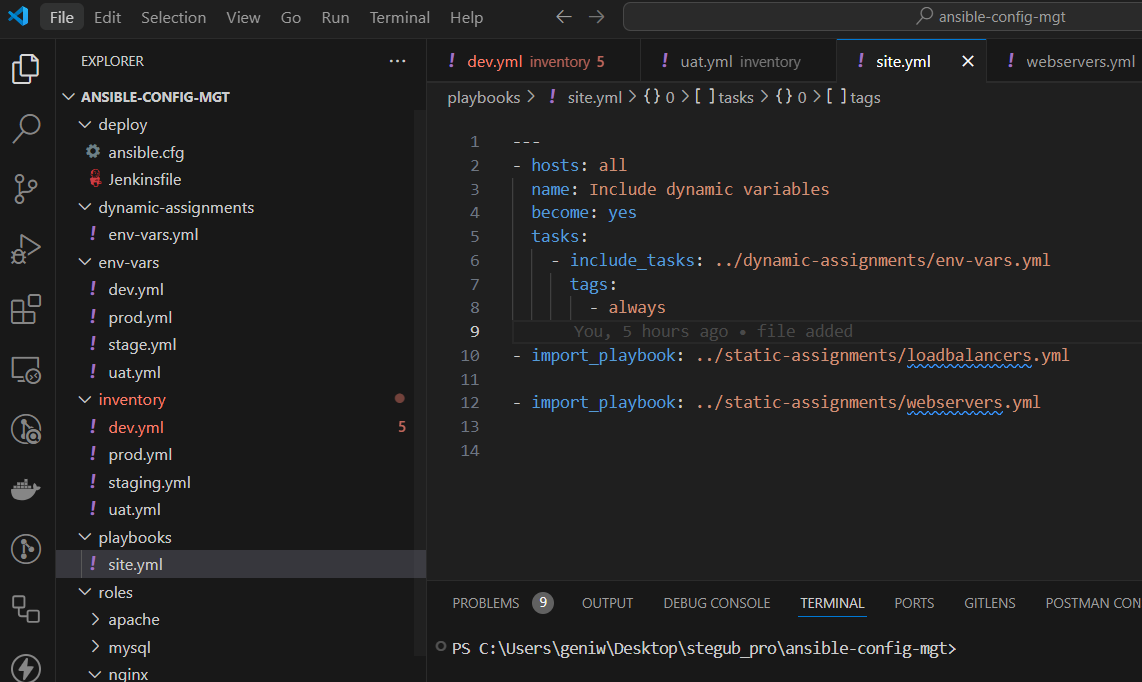 File Edit Selection View Go Run Terminal Help ansible-config-mgt
EXPLORER
ANSIBLE-CONFIG-MGT
deploy
ansible.cfg
Jenkinsfile
dynamic-assignments
! env-vars.yml
env-vars
! dev.yml
! prod.yml
! stage.yml
! uat.yml
inventory
! dev.yml 5
! prod.yml
! staging.yml
! uat.yml
playbooks
! site.yml
roles
apache
mysql
nginx
! dev.yml inventory 5 ! uat.yml inventory ! site.yml ! webservers.yml
playbooks > ! site.yml > {} 0 > [ ] tasks > {} 0 > [ ] tags
1 ---
2 - hosts: all
3 name: Include dynamic variables
4 become: yes
5 tasks:
6 - include_tasks: ../dynamic-assignments/env-vars.yml
7 tags:
8 - always
9 You, 5 hours ago • file added
10 - import_playbook: ../static-assignments/loadbalancers.yml
11
12 - import_playbook: ../static-assignments/webservers.yml
13
14
PROBLEMS 9 OUTPUT DEBUG CONSOLE TERMINAL PORTS GITLENS POSTMAN CON
PS C:\Users\geniw\Desktop\stegub_pro\ansible-config-mgt>